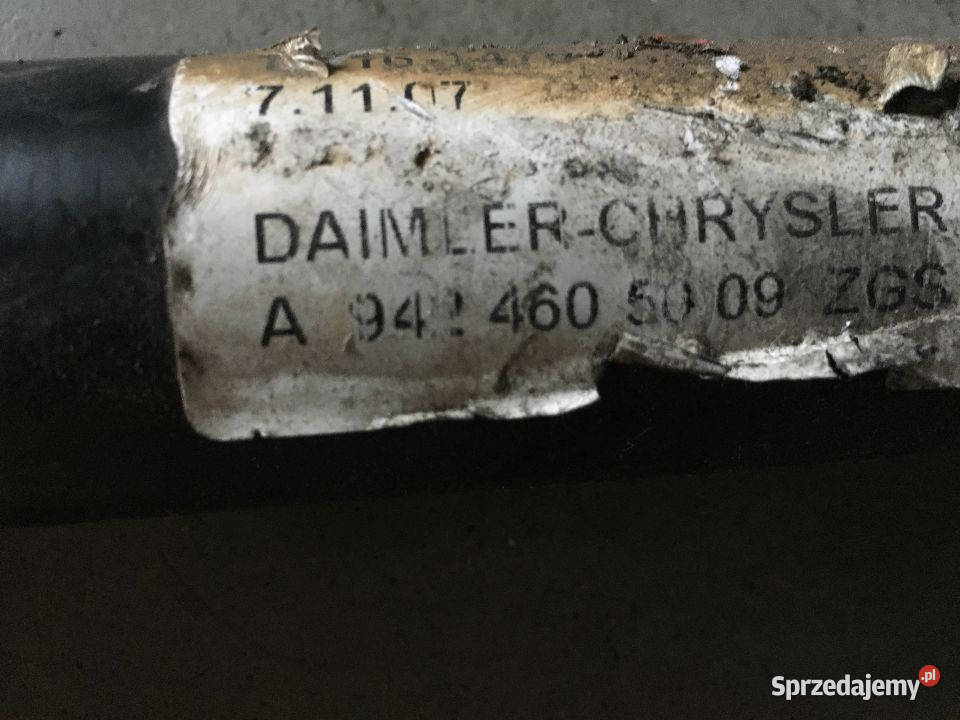 7.11.07
DAIMLER-CHRYSLER
A 942 460 50 09 ZGS
Sprzedajemy.pl